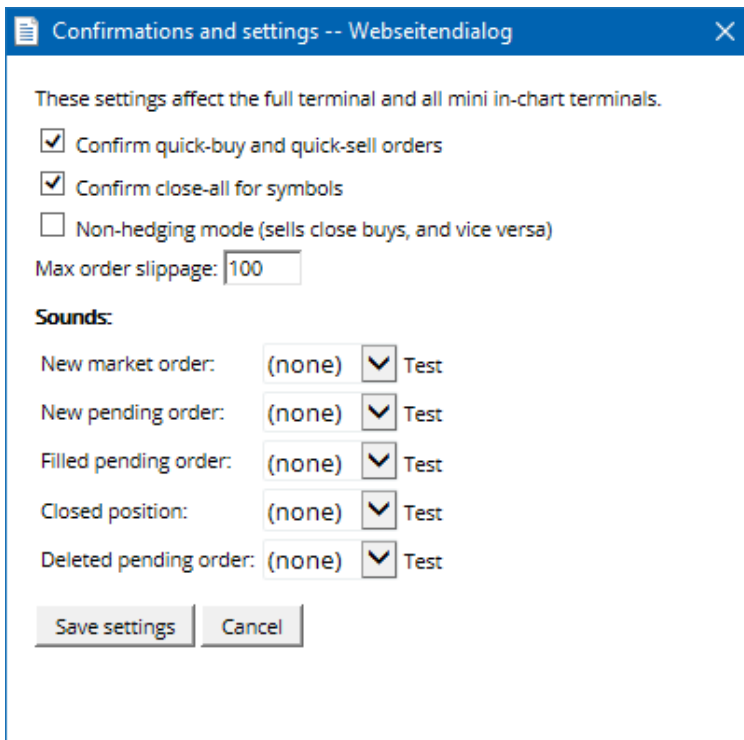 Confirmations and settings -- Webseitendialog
These settings affect the full terminal and all mini in-chart terminals.
Confirm quick-buy and quick-sell orders
Confirm close-all for symbols
Non-hedging mode (sells close buys, and vice versa)
Max order slippage: 100
Sounds:
New market order: (none) Test
New pending order: (none) Test
Filled pending order: (none) Test
Closed position: (none) Test
Deleted pending order: (none) Test
Save settings Cancel